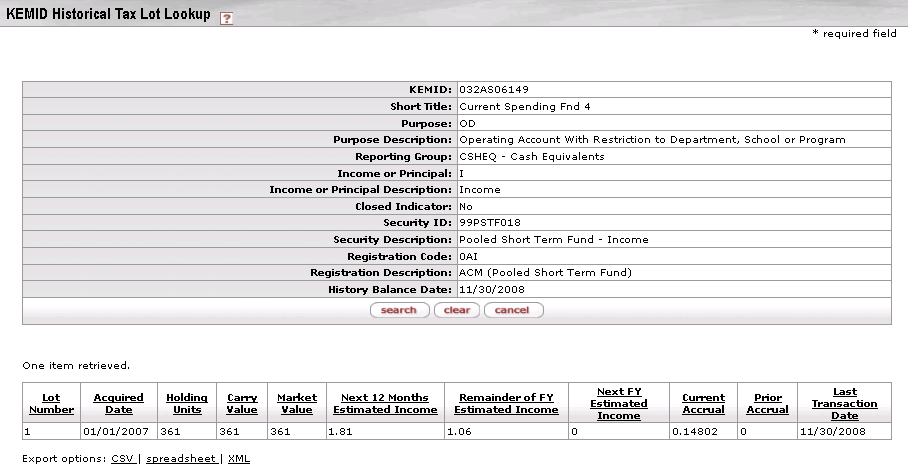 KEMID Historical Tax Lot Lookup ?
* required field
KEMID: 032AS06149
Short Title: Current Spending Fnd 4
Purpose: OD
Purpose Description: Operating Account With Restriction to Department, School or Program
Reporting Group: CSHEQ - Cash Equivalents
Income or Principal: I
Income or Principal Description: Income
Closed Indicator: No
Security ID: 99PSTF018
Security Description: Pooled Short Term Fund - Income
Registration Code: 0AI
Registration Description: ACM (Pooled Short Term Fund)
History Balance Date: 11/30/2008
search clear cancel
One item retrieved.
Lot Number Acquired Date Holding Units Carry Value Market Value Next 12 Months Estimated Income Remainder of FY Estimated Income Next FY Estimated Income Current Accrual Prior Accrual Last Transaction Date
1 01/01/2007 361 361 361 1.81 1.06 0 0.14802 0 11/30/2008
Export options: CSV | spreadsheet | XML